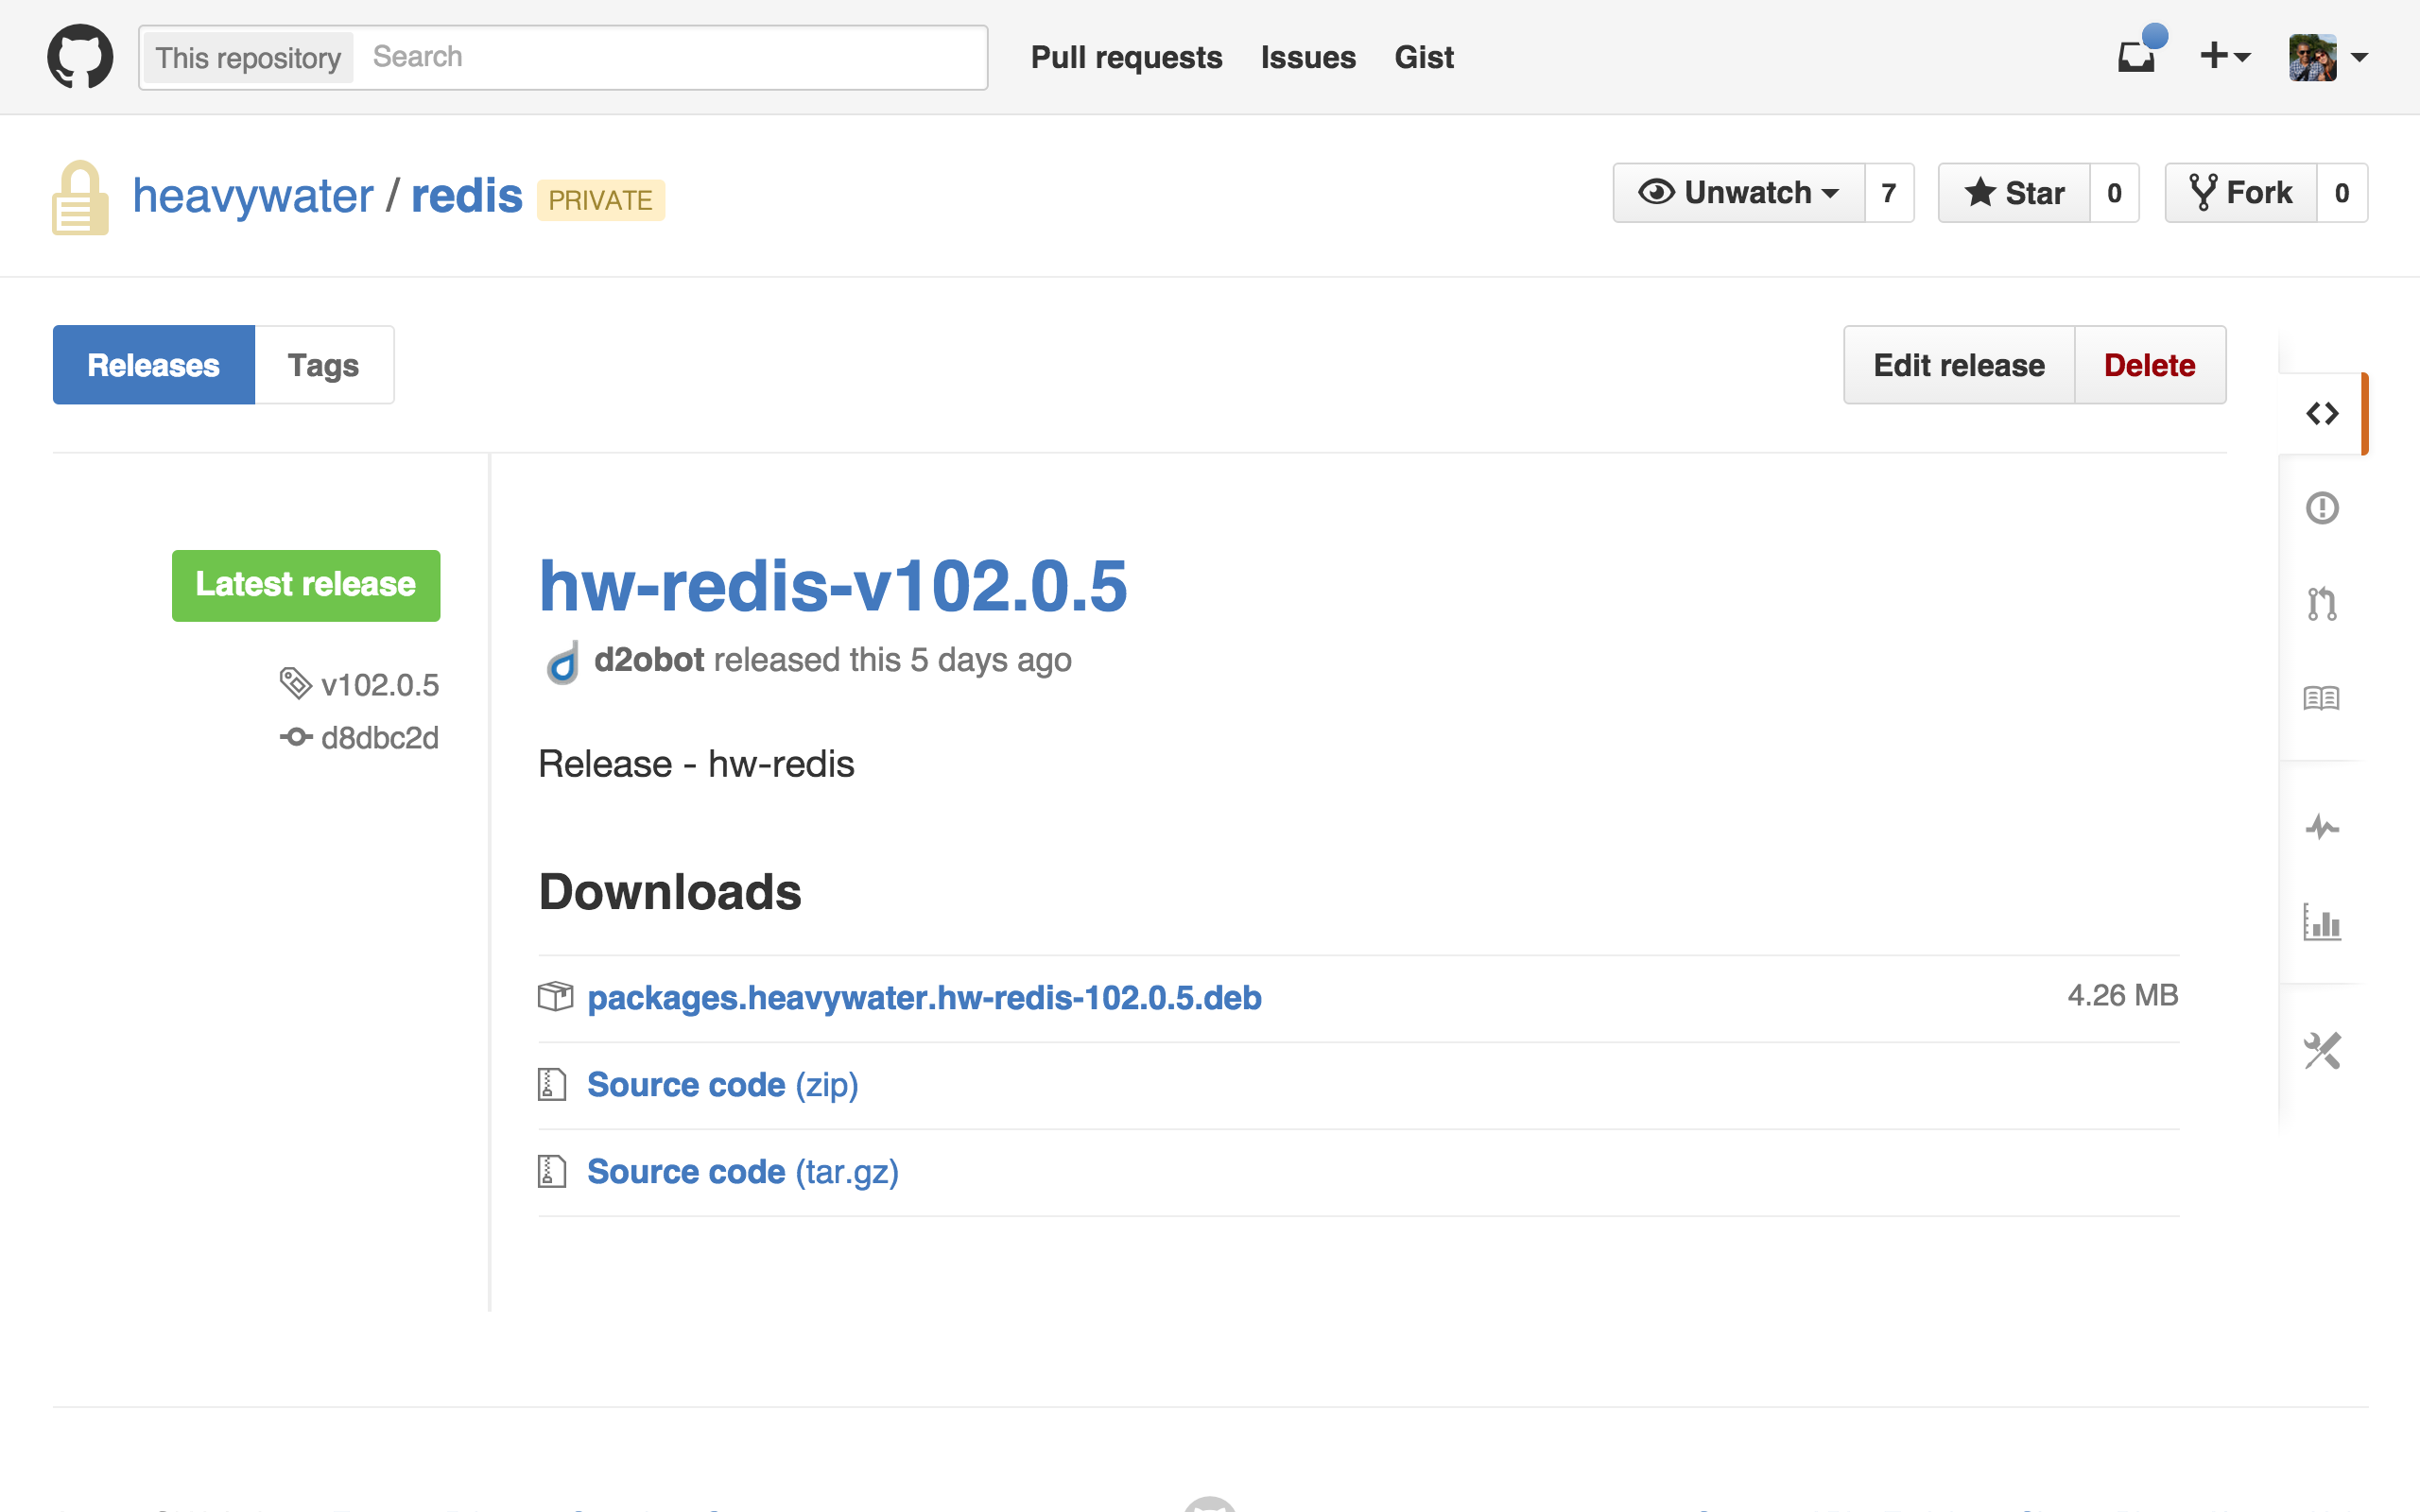 This repository Search Pull requests Issues Gist
heavywater / redis PRIVATE Unwatch 7 Star 0 Fork 0
Releases Tags Edit release Delete
Latest release
v102.0.5
d8dbc2d
hw-redis-v102.0.5
d2obot released this 5 days ago
Release - hw-redis
Downloads
packages.heavywater.hw-redis-102.0.5.deb 4.26 MB
Source code (zip)
Source code (tar.gz)